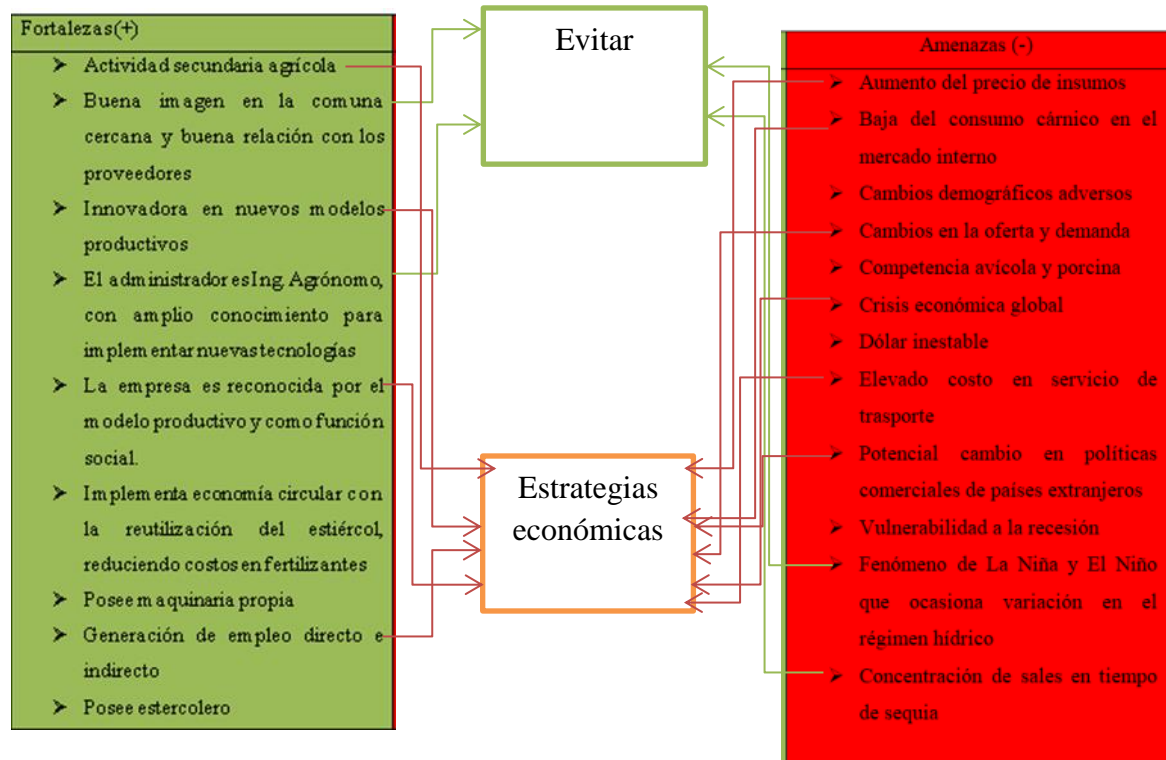 Fortalezas(+)
➤ Actividad secundaria agrícola
➤ Buena imagen en la comuna
cercana y buena relación con los
proveedores
➤ Innovadora en nuevos modelos
productivos
➤ El administrador es Ing. Agrónomo,
con amplio conocimiento para
implementar nuevas tecnologías
➤ La empresa es reconocida por el
modelo productivo y como función
social.
➤ Implementa economía circular con
la reutilización del estiércol,
reduciendo costos en fertilizantes
➤ Posee maquinaria propia
➤ Generación de empleo directo e
indirecto
➤ Posee estercolero
Evitar
Estrategias
económicas
Amenazas (-)
➤ Aumento del precio de insumos
➤ Baja del consumo cárnico en el
mercado interno
➤ Cambios demográficos adversos
➤ Cambios en la oferta y demanda
➤ Competencia avícola y porcina
➤ Crisis económica global
➤ Dólar inestable
➤ Elevado costo en servicio de
trasporte
➤ Potencial cambio en políticas
comerciales de países extranjeros
➤ Vulnerabilidad a la recesión
➤ Fenómeno de La Niña y El Niño
que ocasiona variación en el
régimen hídrico
➤ Concentración de sales en tiempo
de sequia